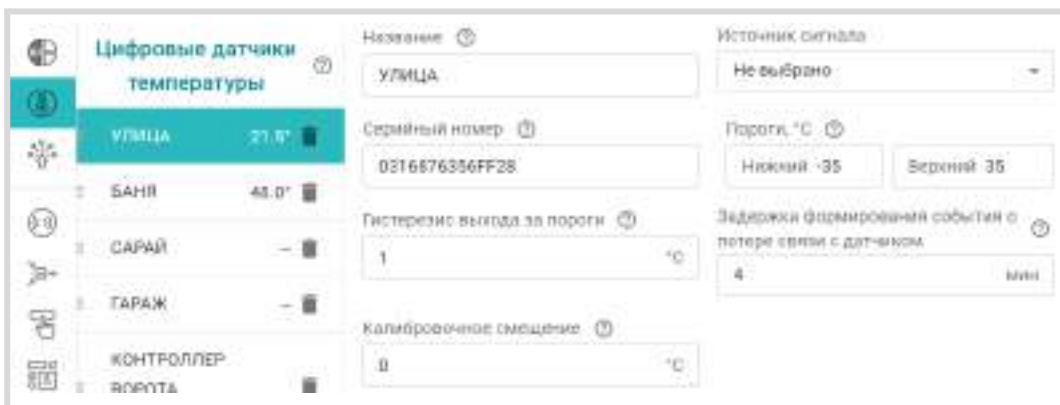 Цифровые датчики
температуры
УЛИЦА 21.5°
БАНЯ 48.0°
САРАЙ –
ГАРАЖ –
КОНТРОЛЛЕР
ВОРОТА
Название
УЛИЦА
Источник сигнала
Не выбрано
Серийный номер
0316876356FF28
Пороги, °C
Нижний -35
Верхний 35
Гистерезис выхода за пороги
1 °C
Задержка формирования события о
потере связи с датчиком
4 мин
Калибровочное смещение
0 °C